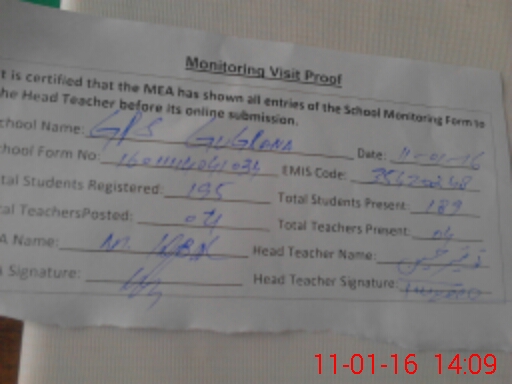 Monitoring Visit Proof
t is certified that the MEA has shown all entries of the School Monitoring Form to
he Head Teacher before its online submission.
chool Name: GPS Date: 11-01-16
chool Form No: EMIS Code:
tal Students Registered: 195 Total Students Present: 189
tal TeachersPosted: 04 Total Teachers Present: 04
A Name: M. Head Teacher Name:
Signature: Head Teacher Signature:
11-01-16 14:09